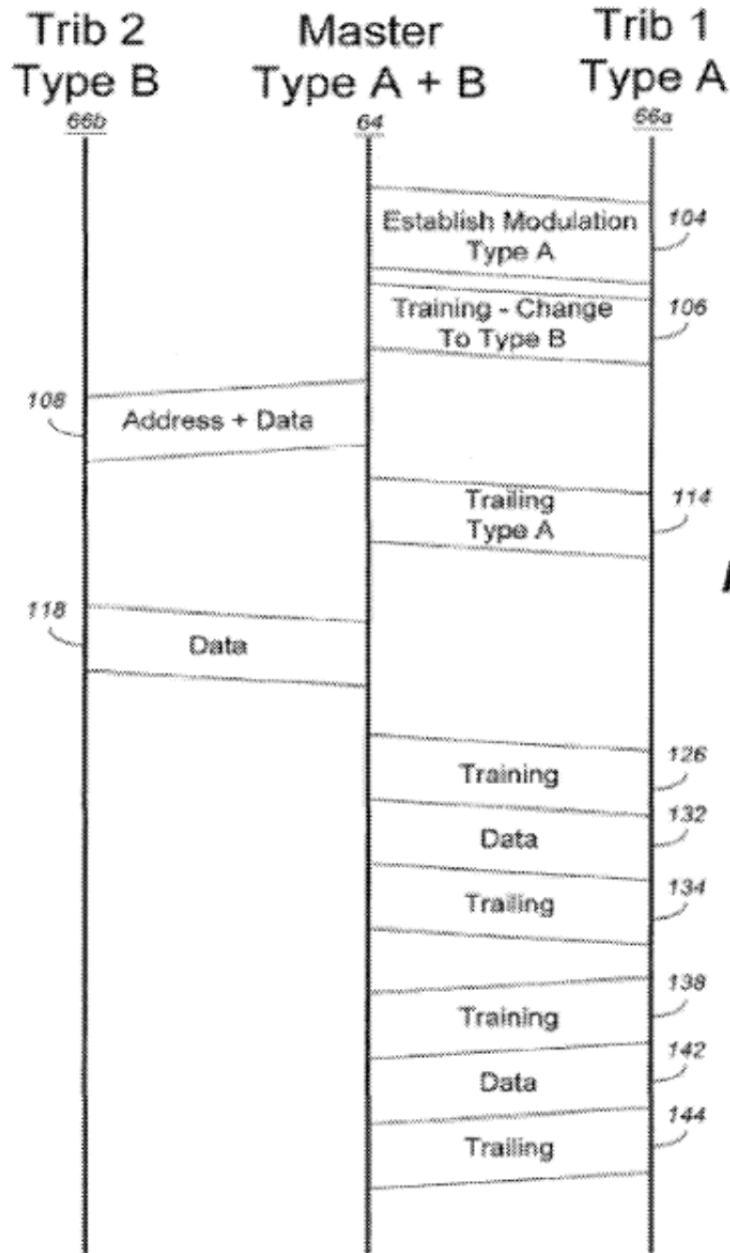 Trib 2
Type B
66b
Master
Type A + B
64
Trib 1
Type A
66a
Establish Modulation
Type A
104
Training - Change
To Type B
106
108
Address + Data
Trailing
Type A
114
118
Data
Training
126
Data
132
Trailing
134
Training
138
Data
142
Trailing
144